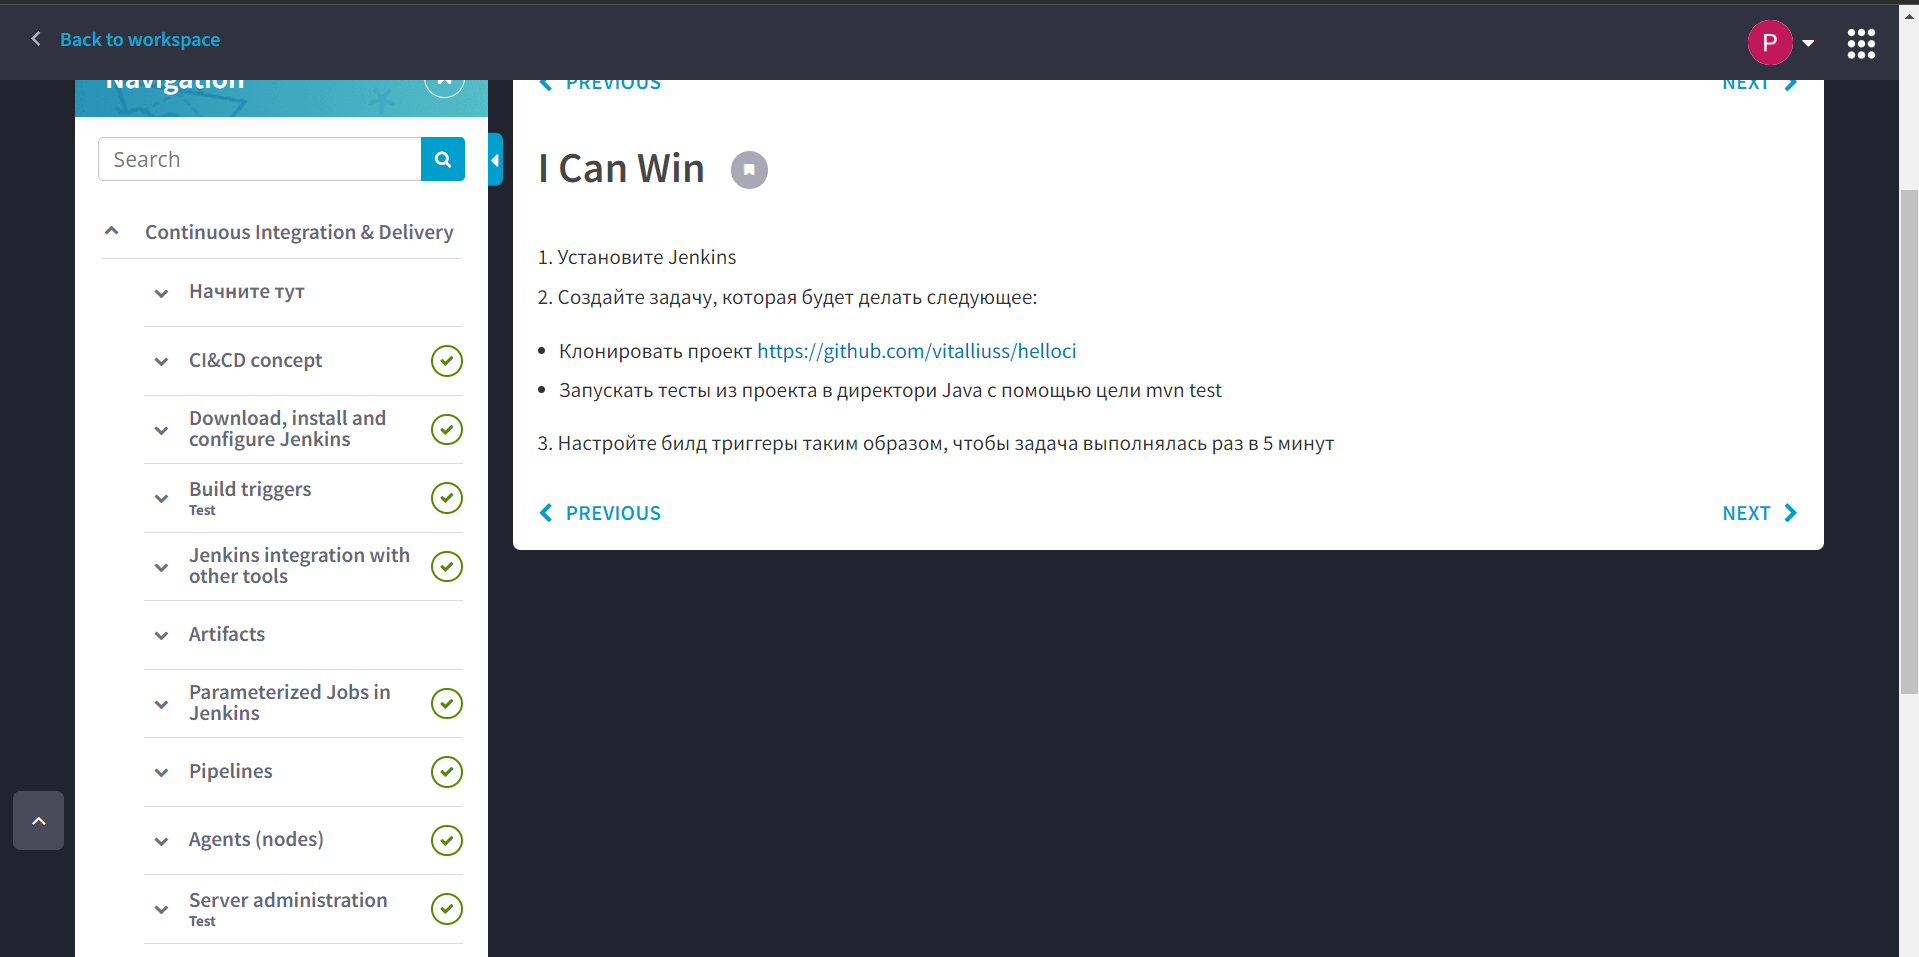 Back to workspace
P
Navigation
PREVIOUS
NEXT
Search
Continuous Integration & Delivery
Начните тут
CI&CD concept
Download, install and
configure Jenkins
Build triggers
Test
Jenkins integration with
other tools
Artifacts
Parameterized Jobs in
Jenkins
Pipelines
Agents (nodes)
Server administration
Test
I Can Win
1. Установите Jenkins
2. Создайте задачу, которая будет делать следующее:
• Клонировать проект https://github.com/vitalliuss/helloci
• Запускать тесты из проекта в директори Java с помощью цели mvn test
3. Настройте билд триггеры таким образом, чтобы задача выполнялась раз в 5 минут
PREVIOUS
NEXT